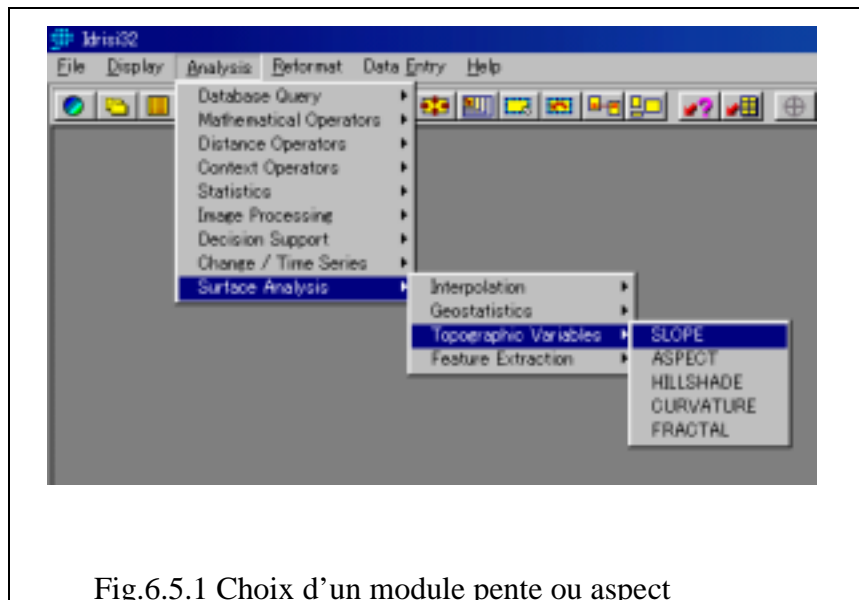 Idrisi32
File Display Analysis Reformat Data Entry Help
Database Query
Mathematical Operators
Distance Operators
Context Operators
Statistics
Image Processing
Decision Support
Change / Time Series
Surface Analysis
Interpolation
Geostatistics
Topographic Variables
Feature Extraction
SLOPE
ASPECT
HILLSHADE
CURVATURE
FRACTAL
Fig.6.5.1 Choix d’un module pente ou aspect